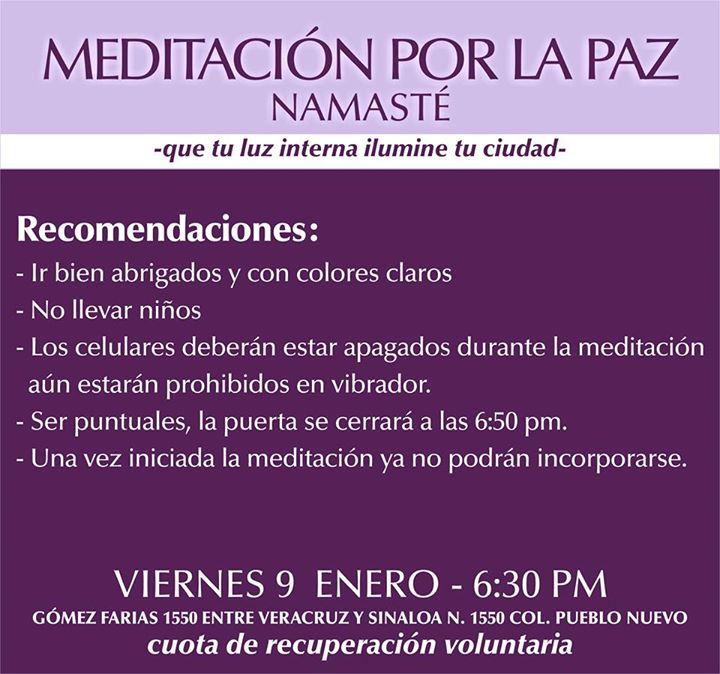 MEDITACIÓN POR LA PAZ
NAMASTÉ
-que tu luz interna ilumine tu ciudad-
Recomendaciones:
- Ir bien abrigados y con colores claros
- No llevar niños
- Los celulares deberán estar apagados durante la meditación
aún estarán prohibidos en vibrador.
- Ser puntuales, la puerta se cerrará a las 6:50 pm.
- Una vez iniciada la meditación ya no podrán incorporarse.
VIERNES 9 ENERO - 6:30 PM
GÓMEZ FARIAS 1550 ENTRE VERACRUZ Y SINALOA N. 1550 COL. PUEBLO NUEVO
cuota de recuperación voluntaria